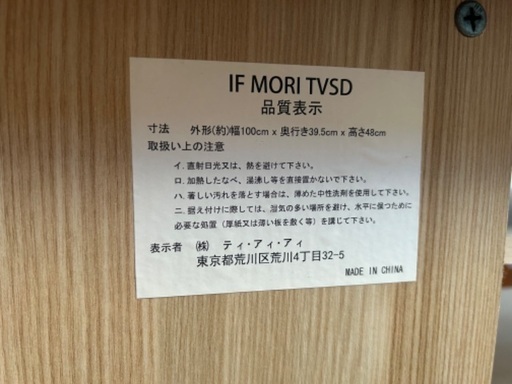 IF MORI TVSD
品質表示
寸法 外形(約)幅100cm x 奥行き39.5cm x 高さ48cm
取扱い上の注意
イ. 直射日光又は、熱を避けて下さい。
ロ. 加熱したなべ、湯沸し等を直接置かないで下さい。
ハ. 著しい汚れを落とす場合は、薄めた中性洗剤を使用して下さい。
ニ. 据え付けに際しては、湿気の多い場所を避け、水平に保つために
必要な処置 (厚紙又は薄い板を敷く等) を講じて下さい。
表示者 ㈱ ティ・アィ・アィ
東京都荒川区荒川4丁目32-5
MADE IN CHINA